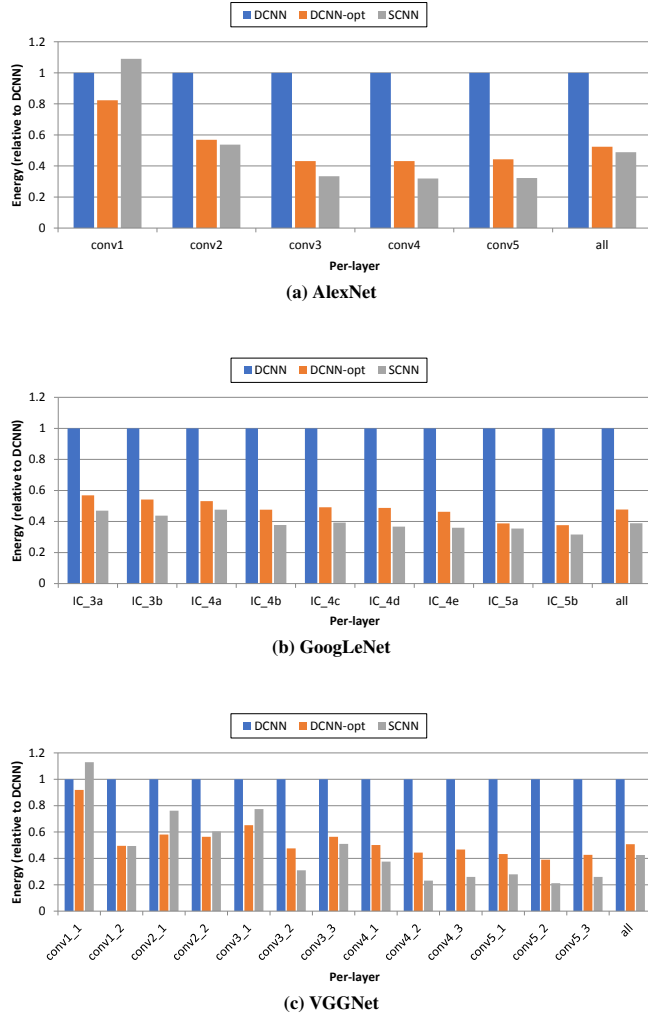 DCNN DCNN-opt SCNN
1.2
1
0.8
0.6
0.4
0.2
0
Energy (relative to DCNN)
conv1 conv2 conv3 conv4 conv5 all
Per-layer
(a) AlexNet
DCNN DCNN-opt SCNN
1.2
1
0.8
0.6
0.4
0.2
0
Energy (relative to DCNN)
IC_3a IC_3b IC_4a IC_4b IC_4c IC_4d IC_4e IC_5a IC_5b all
Per-layer
(b) GoogLeNet
DCNN DCNN-opt SCNN
1.2
1
0.8
0.6
0.4
0.2
0
Energy (relative to DCNN)
conv1_1 conv1_2 conv2_1 conv2_2 conv3_1 conv3_2 conv3_3 conv4_1 conv4_2 conv4_3 conv5_1 conv5_2 conv5_3 all
Per-layer
(c) VGGNet